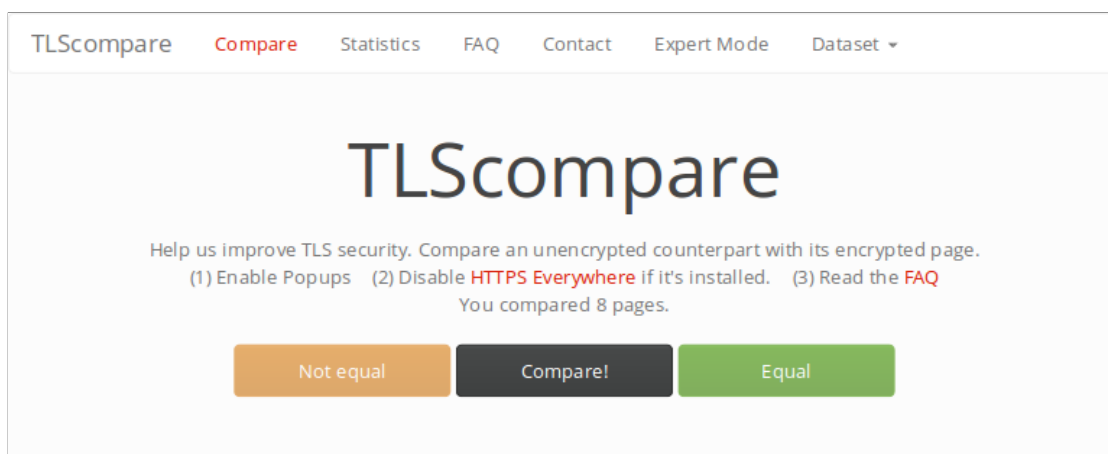 TLScompare Compare Statistics FAQ Contact Expert Mode Dataset
TLScompare
Help us improve TLS security. Compare an unencrypted counterpart with its encrypted page.
(1) Enable Popups (2) Disable HTTPS Everywhere if it's installed. (3) Read the FAQ
You compared 8 pages.
Not equal Compare! Equal